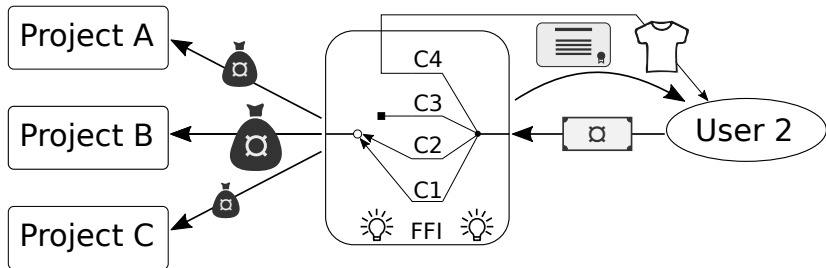 Project A
Project B
Project C
C4
C3
C2
C1
FFI
User 2